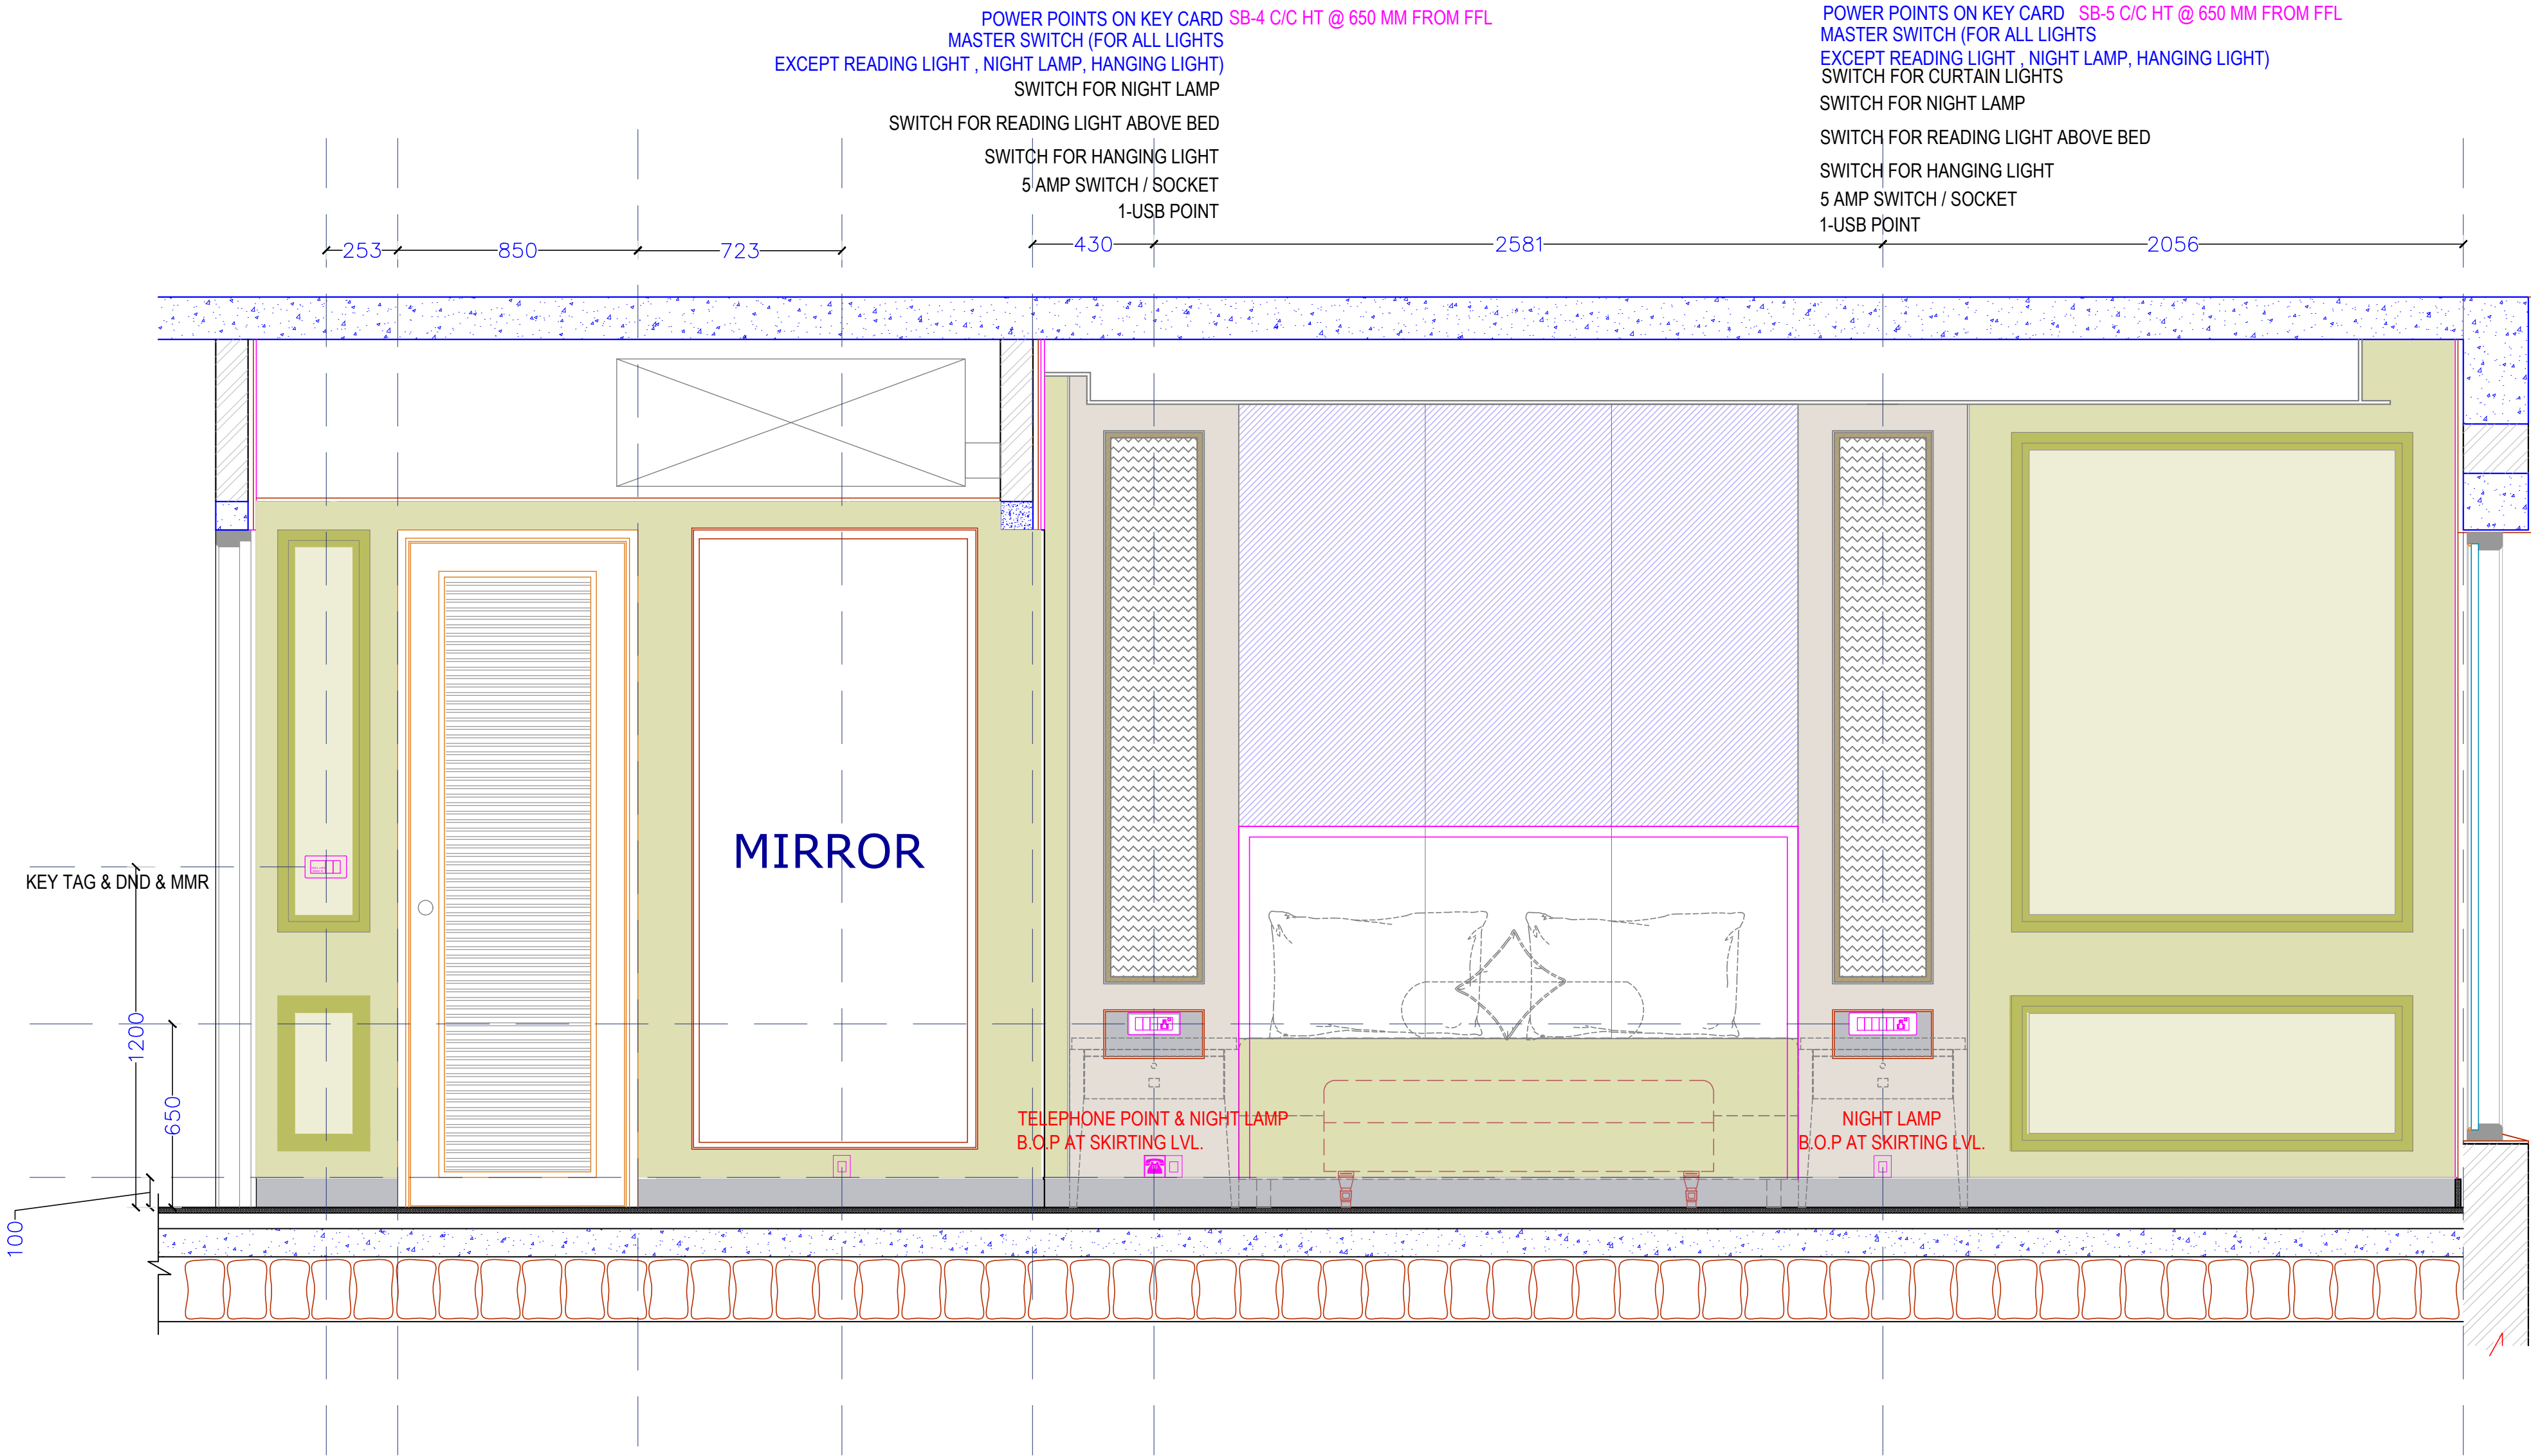 POWER POINTS ON KEY CARD SB-4 C/C HT @ 650 MM FROM FFL
MASTER SWITCH (FOR ALL LIGHTS
EXCEPT READING LIGHT , NIGHT LAMP, HANGING LIGHT)
SWITCH FOR NIGHT LAMP
SWITCH FOR READING LIGHT ABOVE BED
SWITCH FOR HANGING LIGHT
5 AMP SWITCH / SOCKET
1-USB POINT
POWER POINTS ON KEY CARD SB-5 C/C HT @ 650 MM FROM FFL
MASTER SWITCH (FOR ALL LIGHTS
EXCEPT READING LIGHT , NIGHT LAMP, HANGING LIGHT)
SWITCH FOR CURTAIN LIGHTS
SWITCH FOR NIGHT LAMP
SWITCH FOR READING LIGHT ABOVE BED
SWITCH FOR HANGING LIGHT
5 AMP SWITCH / SOCKET
1-USB POINT
253 850 723 430 2581 2056
MIRROR
KEY TAG & DND & MMR
1200
650
100
TELEPHONE POINT & NIGHT LAMP
B.O.P AT SKIRTING LVL.
NIGHT LAMP
B.O.P AT SKIRTING LVL.